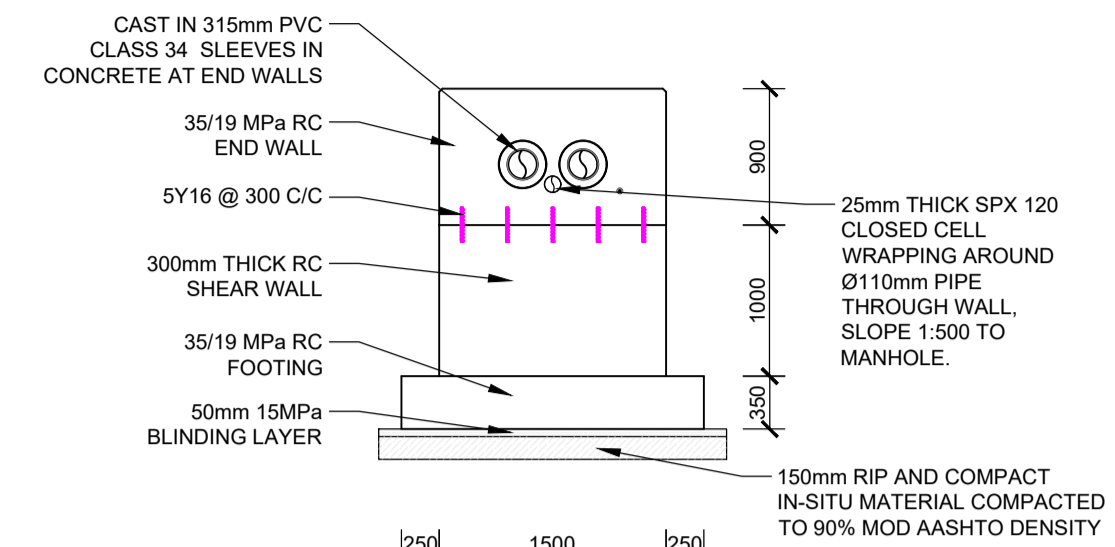 CAST IN 315mm PVC
CLASS 34 SLEEVES IN
CONCRETE AT END WALLS
35/19 MPa RC
END WALL
5Y16 @ 300 C/C
300mm THICK RC
SHEAR WALL
35/19 MPa RC
FOOTING
50mm 15MPa
BLINDING LAYER
900
1000
350
25mm THICK SPX 120
CLOSED CELL
WRAPPING AROUND
Ø110mm PIPE
THROUGH WALL,
SLOPE 1:500 TO
MANHOLE.
150mm RIP AND COMPACT
IN-SITU MATERIAL COMPACTED
TO 90% MOD AASHTO DENSITY
250 1500 250